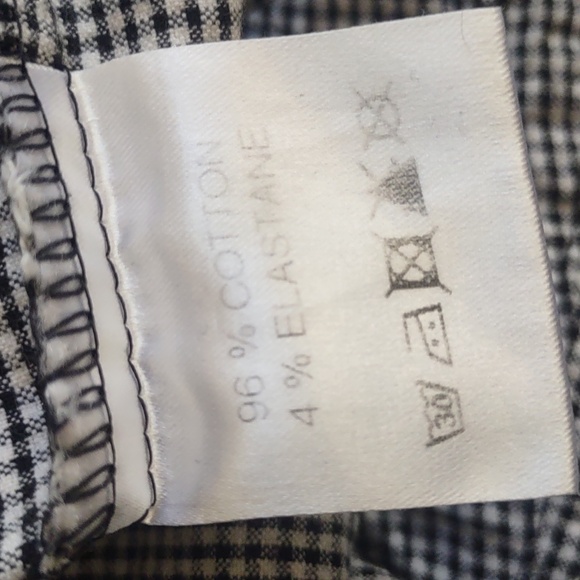 96 % COTTON
4 % ELASTANE
30